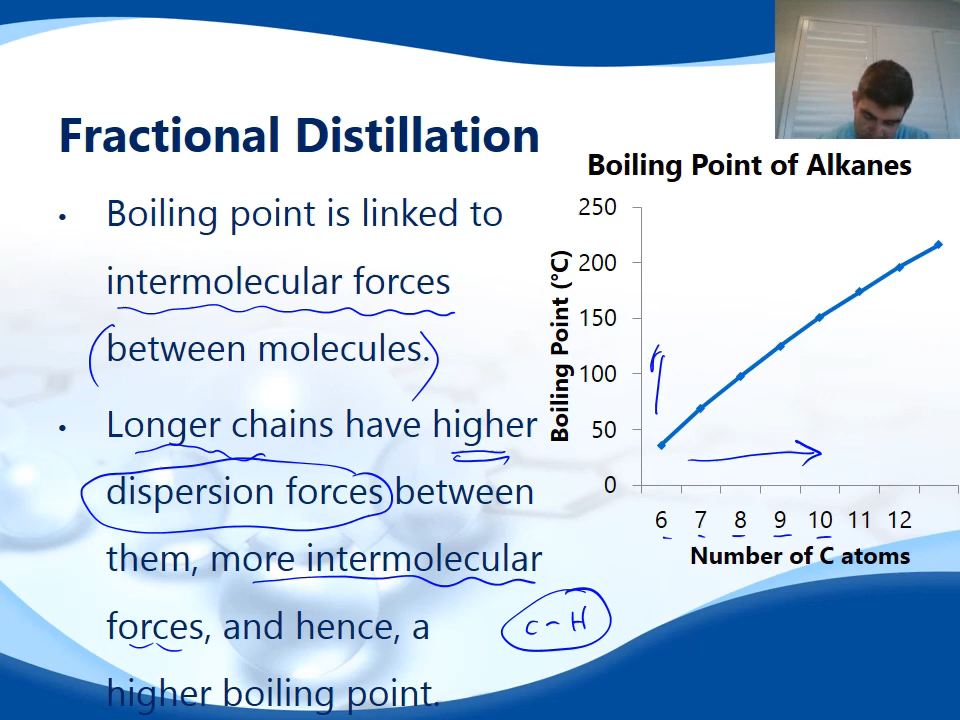 Fractional Distillation
• Boiling point is linked to
intermolecular forces
between molecules.
• Longer chains have higher
dispersion forces between
them, more intermolecular
forces, and hence, a
higher boiling point.
C-H
Boiling Point of Alkanes
Boiling Point (°C)
250
200
150
100
50
0
6 7 8 9 10 11 12
Number of C atoms